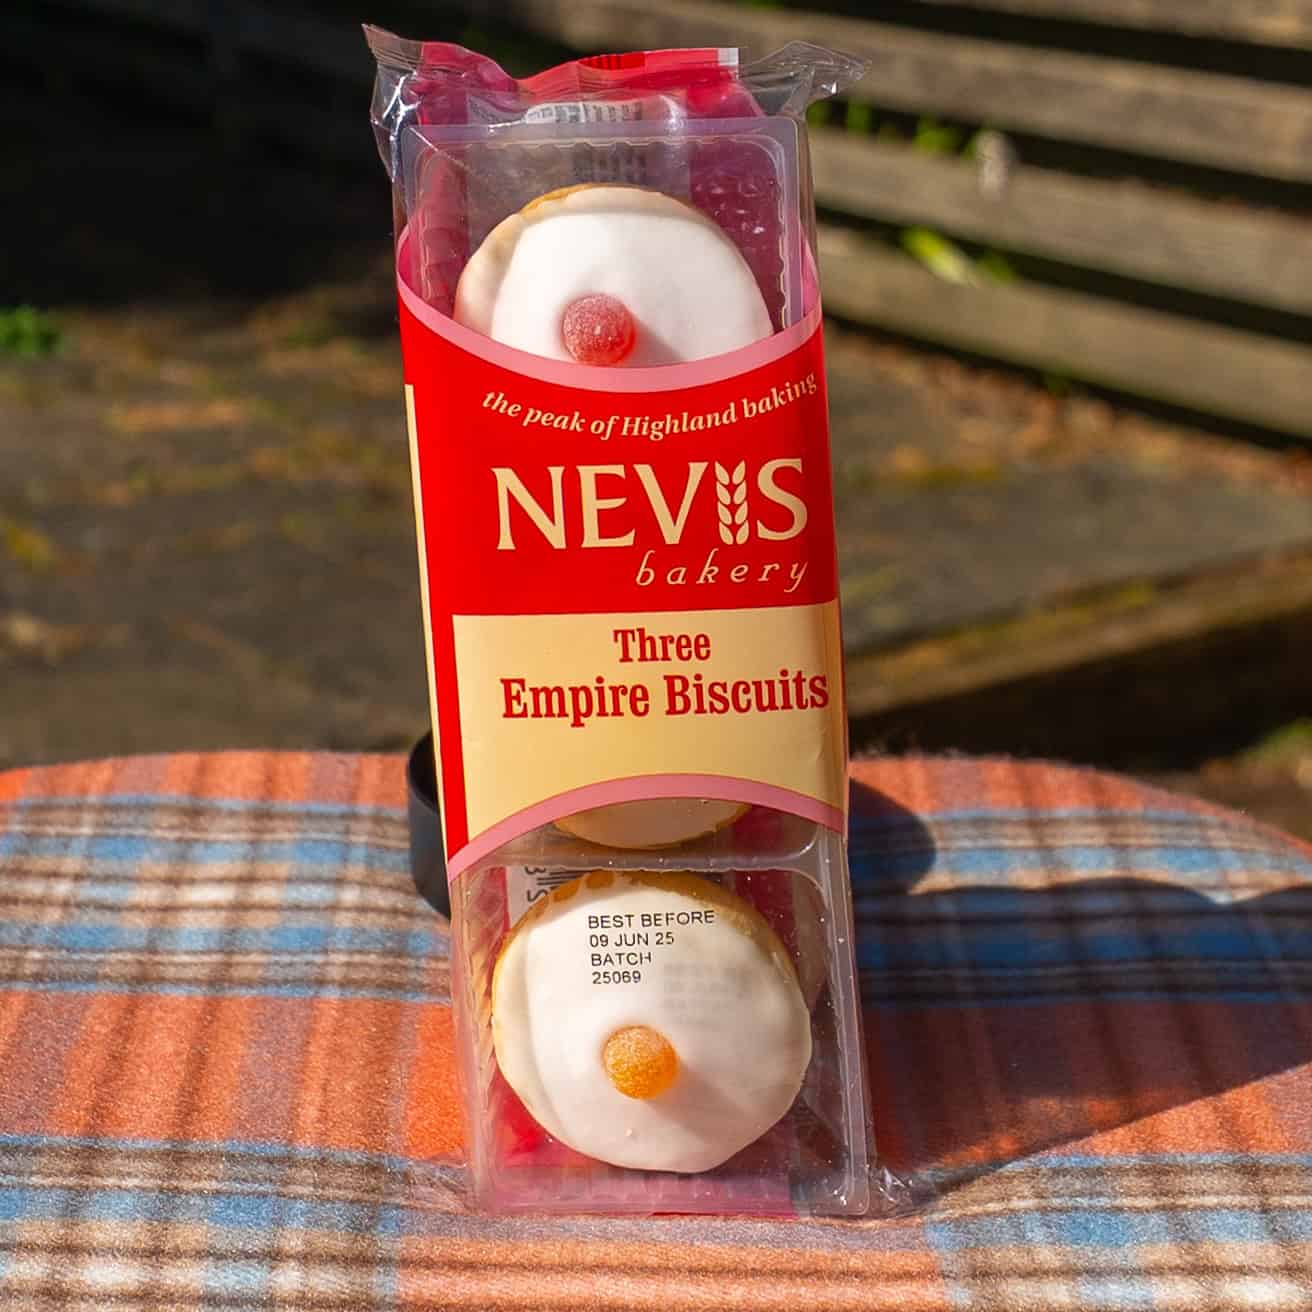 the peak of Highland baking
NEVIS
bakery
Three
Empire Biscuits
BEST BEFORE
09 JUN 25
BATCH
25069